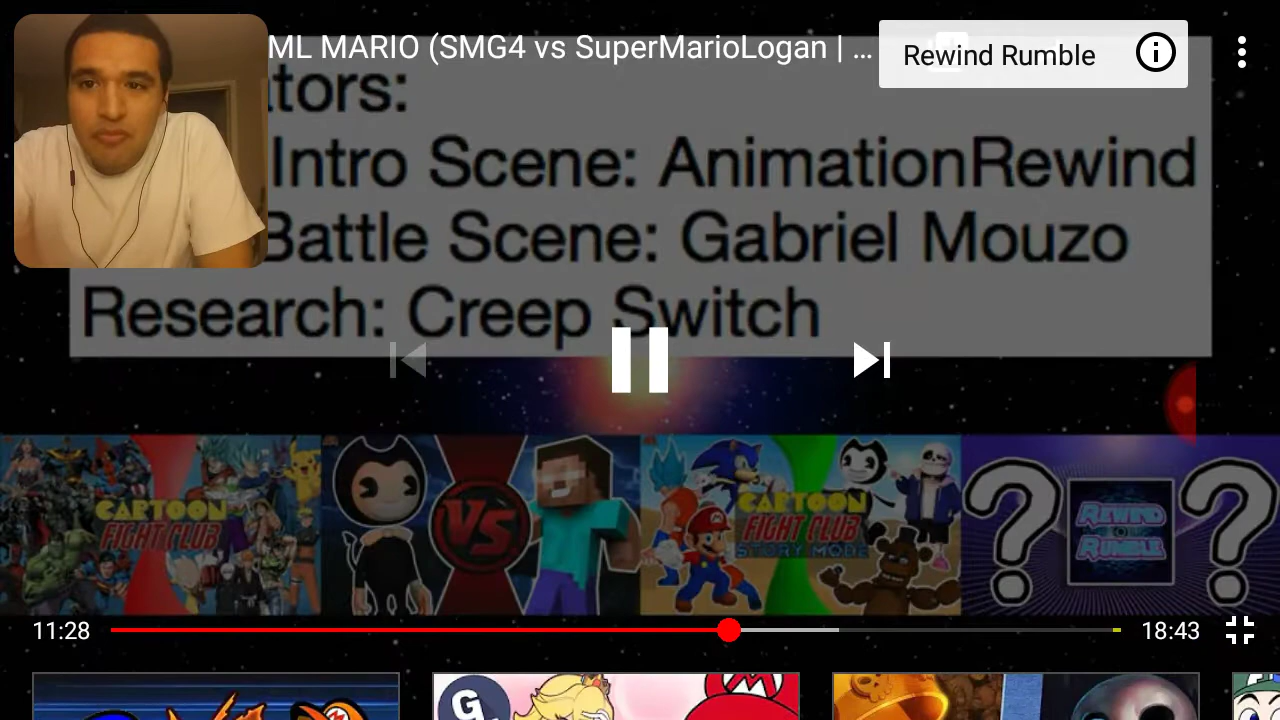 ML MARIO (SMG4 vs SuperMarioLogan | ...
Rewind Rumble
tors:
Intro Scene: AnimationRewind
Battle Scene: Gabriel Mouzo
Research: Creep Switch
CARTOON
FIGHT CLUB
VS
CARTOON
FIGHT CLUB
STORY MODE
? REWIND RUMBLE ?
11:28
18:43
G
M